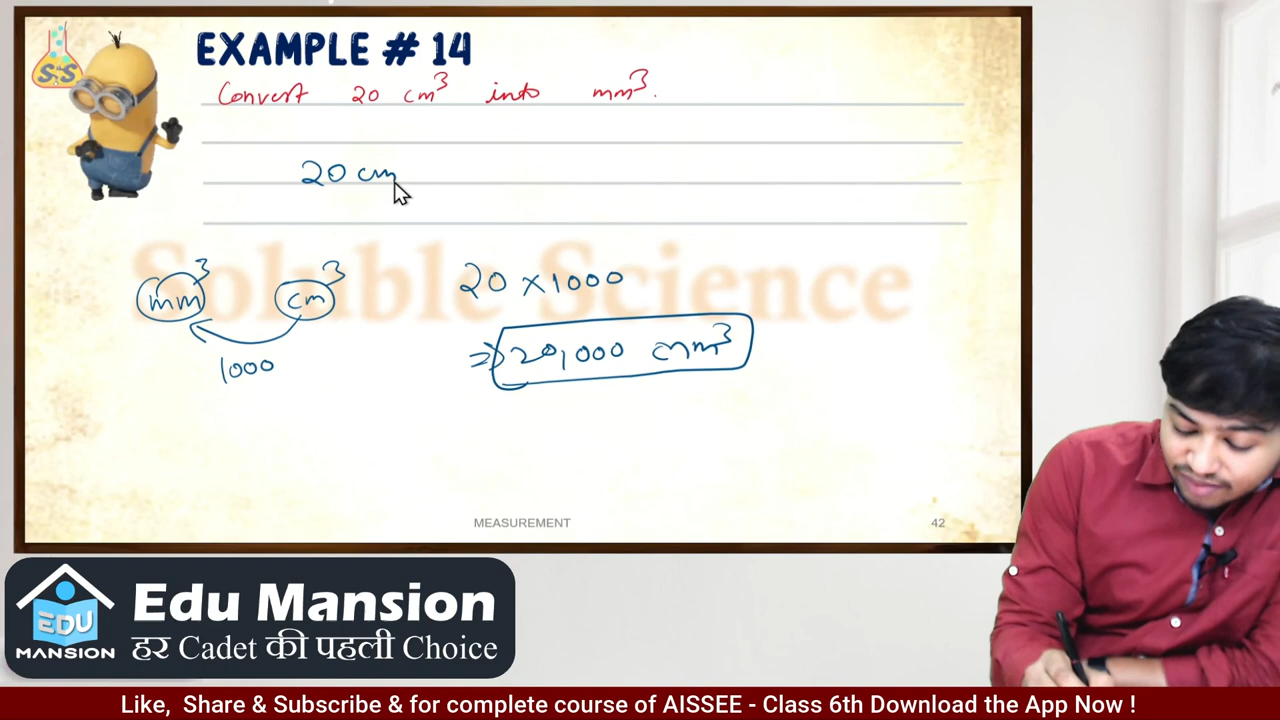 EXAMPLE # 14
S&S
Convert 20 cm³ into mm³.
20 cm
Solable Science
mm³ cm³
1000
20 × 1000
⇒ 20,000 mm³
MEASUREMENT
42
EDU
MANSION
Edu Mansion
हर Cadet की पहली Choice
Like, Share & Subscribe & for complete course of AISSEE - Class 6th Download the App Now !